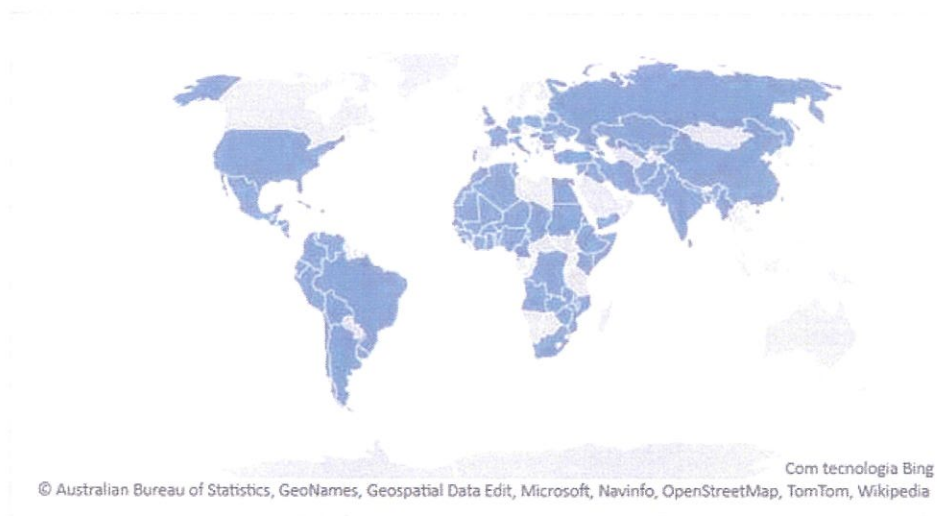 Com tecnologia Bing
© Australian Bureau of Statistics, GeoNames, Geospatial Data Edit, Microsoft, Navinfo, OpenStreetMap, TomTom, Wikipedia